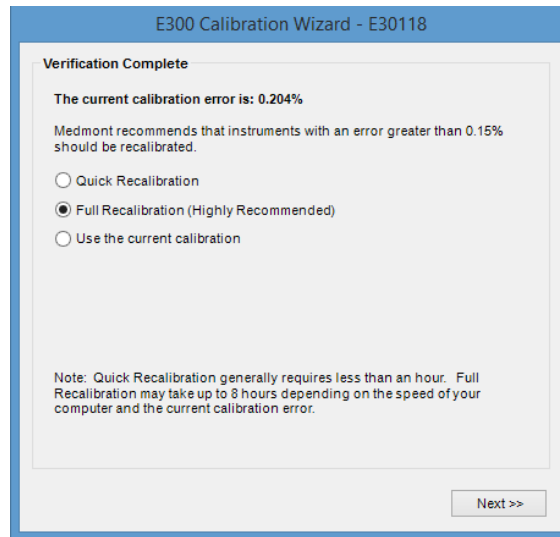 E300 Calibration Wizard - E30118
Verification Complete
The current calibration error is: 0.204%
Medmont recommends that instruments with an error greater than 0.15%
should be recalibrated.
Quick Recalibration
Full Recalibration (Highly Recommended)
Use the current calibration
Note: Quick Recalibration generally requires less than an hour. Full
Recalibration may take up to 8 hours depending on the speed of your
computer and the current calibration error.
Next >>